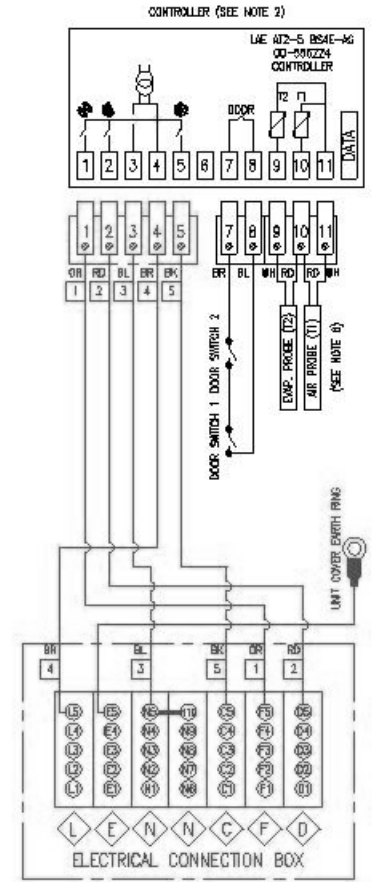 CONTROLLER (SEE NOTE 2)
LAE AT2-5 BS4E-AG
CONTROLLER
T2 T1
DOOR
1 2 3 4 5 6 7 8 9 10 11
DATA
1 2 3 4 5 7 8 9 10 11
OR RD BL BR BK BR BL WH RD RD WH
1 2 3 4 5
DOOR SWITCH 1 DOOR SWITCH 2
EVAP. PROBE (T2)
AIR PROBE (T1)
(SEE NOTE 6)
UNIT COVER EARTH RING
BR BL BK OR RD
4 3 5 1 2
L5 E5 N5 N10 C5 F5 D5
L4 E4 N4 N9 C4 F4 D4
L3 E3 N3 N8 C3 F3 D3
L2 E2 N2 N7 C2 F2 D2
L1 E1 N1 N6 C1 F1 D1
L E N N C F D
ELECTRICAL CONNECTION BOX